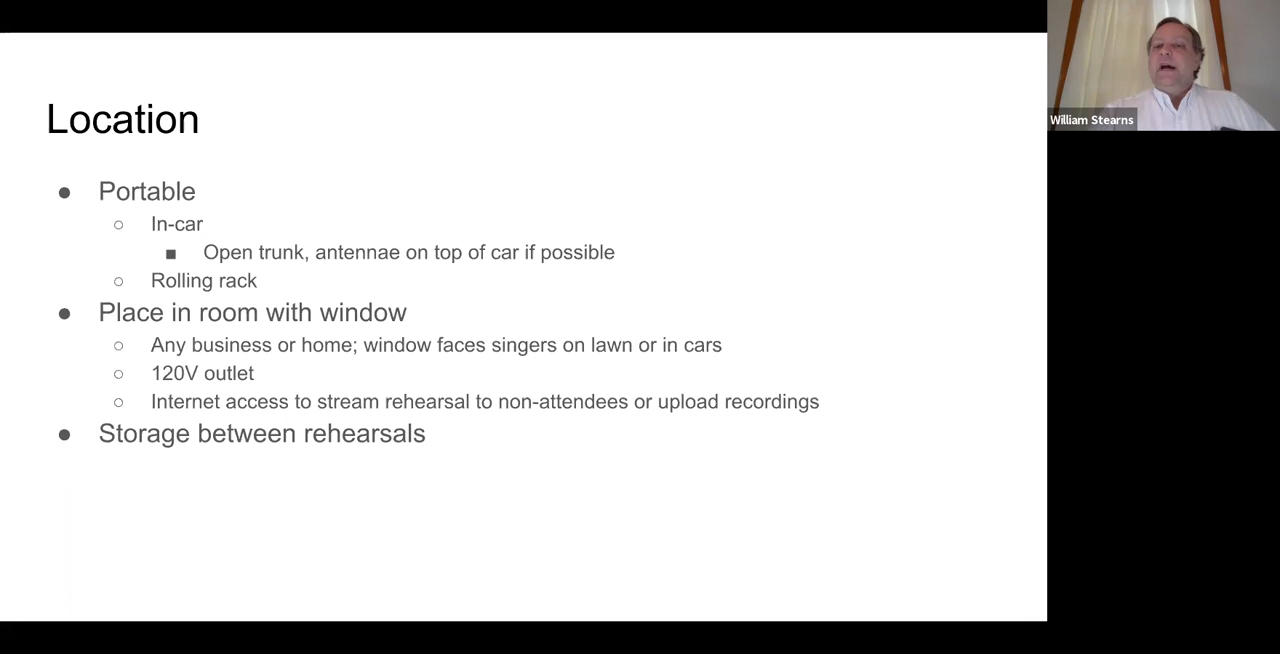 Location
● Portable
○ In-car
■ Open trunk, antennae on top of car if possible
○ Rolling rack
● Place in room with window
○ Any business or home; window faces singers on lawn or in cars
○ 120V outlet
○ Internet access to stream rehearsal to non-attendees or upload recordings
● Storage between rehearsals
William Stearns